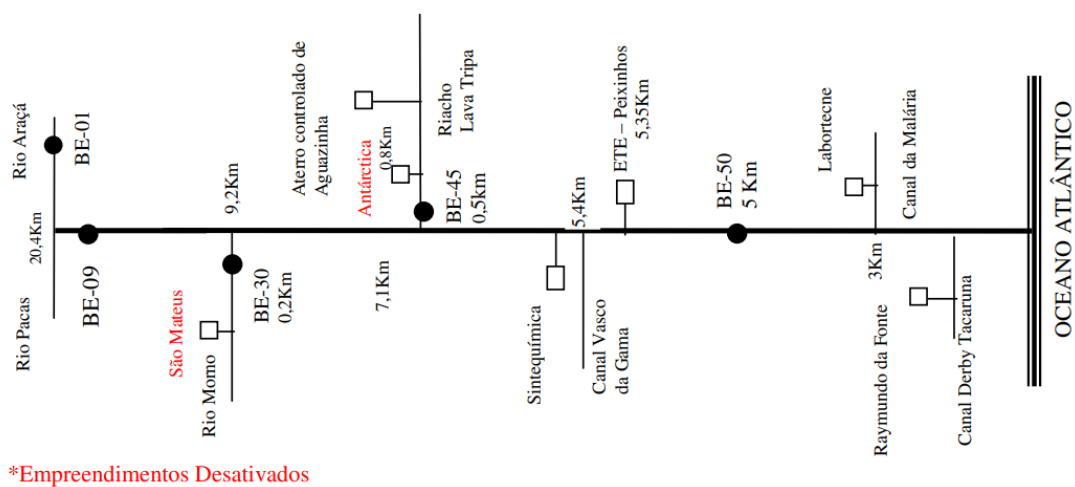 Rio Pacas
20,4Km
Rio Araçá
BE-01
BE-09
São Mateus
Rio Momo
BE-30
0,2Km
9,2Km
Aterro controlado de
Aguazinha
Antárctica
0,8Km
Riacho
Lava Tripa
BE-45
0,5km
7,1Km
Sintequímica
Canal Vasco
da Gama
5,4Km
ETE – Peixinhos
5,35Km
BE-50
5 Km
Labortecne
Canal da Malária
3Km
Raymundo da Fonte
Canal Derby Tacaruna
OCEANO ATLÂNTICO
*Empreendimentos Desativados